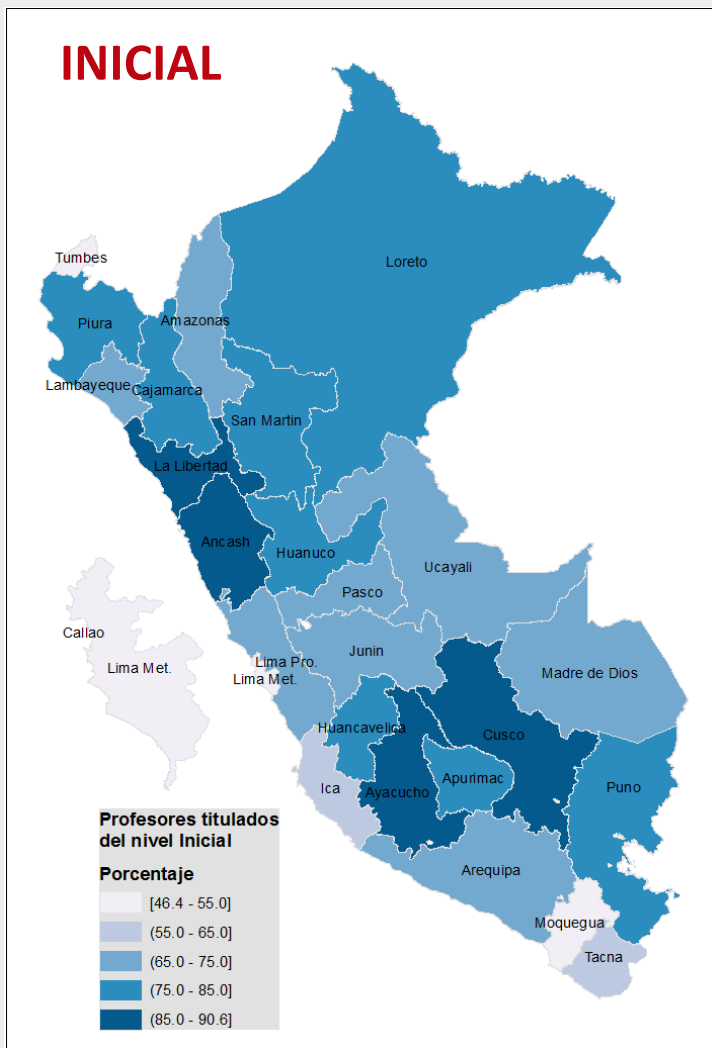 INICIAL
Loreto
Tumbes
Amazonas
Piura
Lambayeque
Cajamarca
San Martin
La Libertad
Ancash
Huanuco
Ucayali
Pasco
Callao
Junin
Lima Pro.
Lima Met.
Lima Met.
Madre de Dios
Huancavelica
Cusco
Ica
Ayacucho
Apurimac
Puno
Arequipa
Moquegua
Tacna
Profesores titulados
del nivel Inicial
Porcentaje
[46.4 - 55.0]
(55.0 - 65.0]
(65.0 - 75.0]
(75.0 - 85.0]
(85.0 - 90.6]